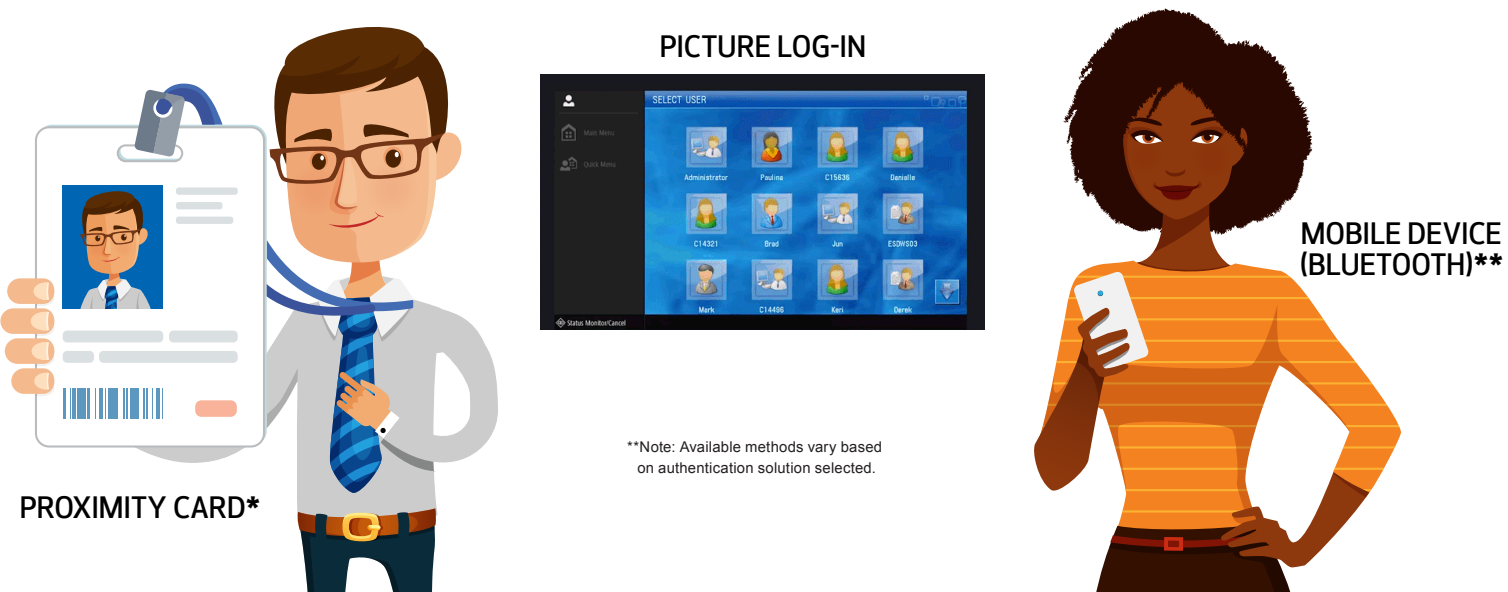 PICTURE LOG-IN
SELECT USER
Main Menu
Quick Menu
Administrator
Paulina
C15636
Danielle
C14321
Brad
Jun
ESDWS03
Mark
C14496
Keri
Derek
Status Monitor/Cancel
MOBILE DEVICE
(BLUETOOTH)**
**Note: Available methods vary based
on authentication solution selected.
PROXIMITY CARD*